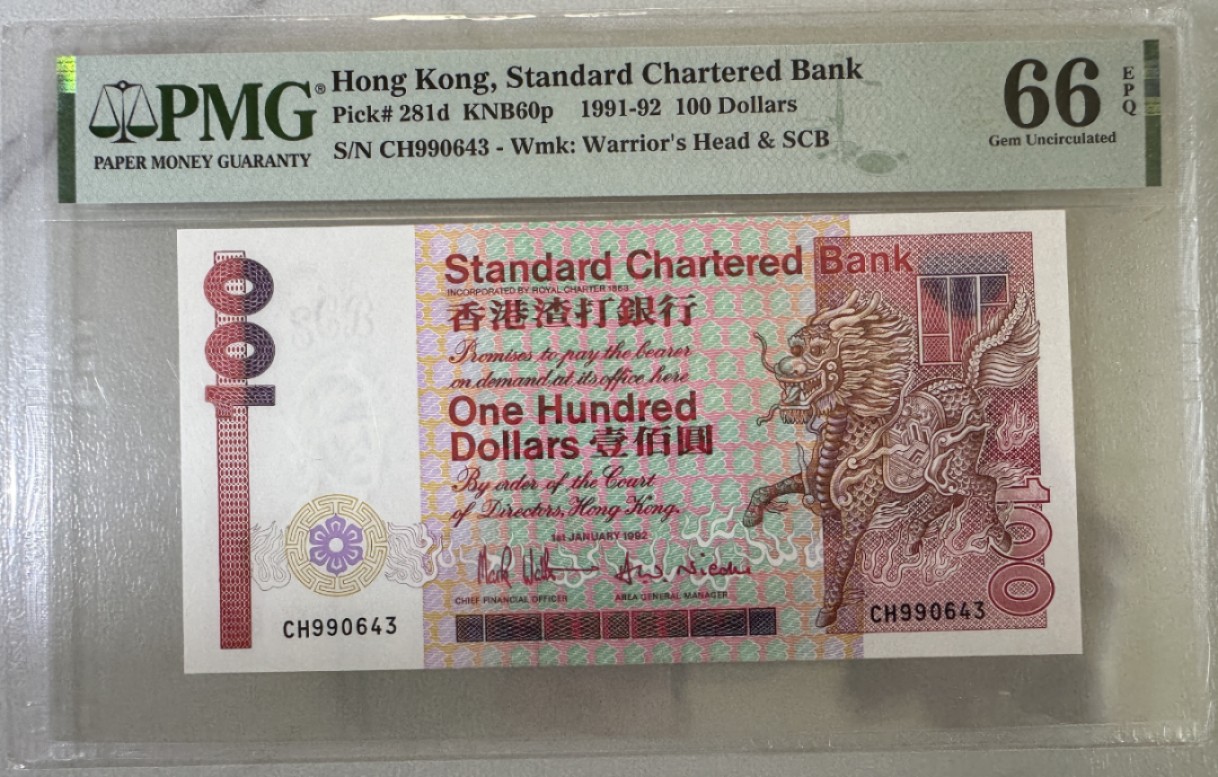 PMG®
PAPER MONEY GUARANTY
Hong Kong, Standard Chartered Bank
Pick# 281d KNB60p 1991-92 100 Dollars
S/N CH990643 - Wmk: Warrior's Head & SCB
66
EPQ
Gem Uncirculated
100
Standard Chartered Bank
INCORPORATED BY ROYAL CHARTER 1853
香港渣打銀行
Promises to pay the bearer
on demand at its office here
One Hundred
Dollars 壹佰圓
By order of the Court
of Directors, Hong Kong.
1st JANUARY 1992
CHIEF FINANCIAL OFFICER AREA GENERAL MANAGER
CH990643
CH990643
100